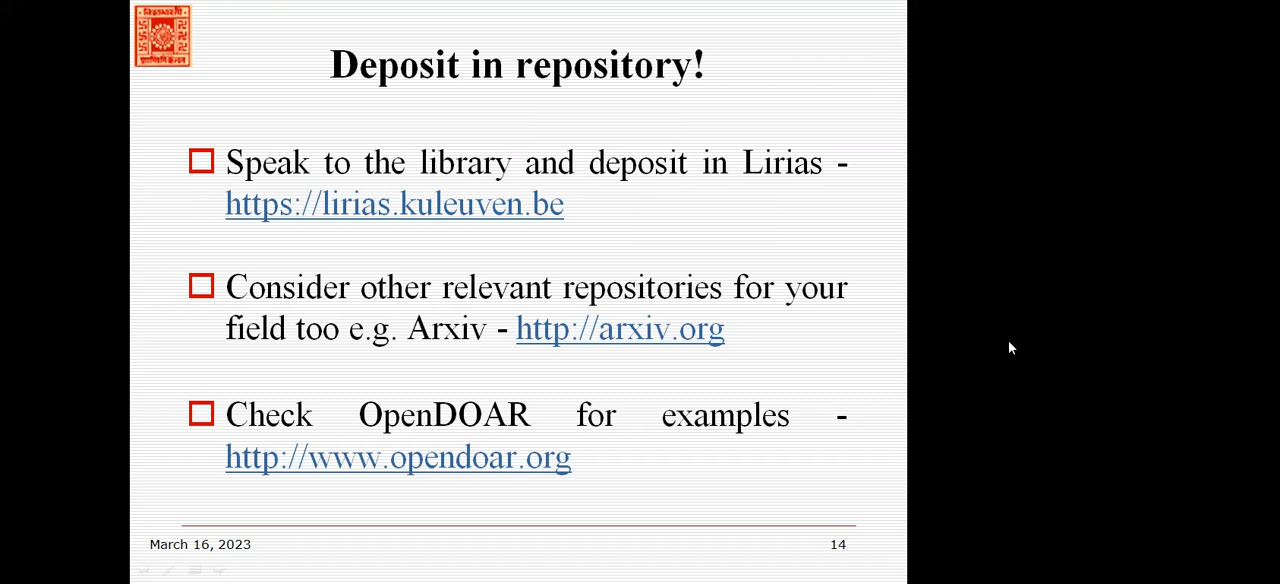 Deposit in repository!
Speak to the library and deposit in Lirias -
https://lirias.kuleuven.be
Consider other relevant repositories for your
field too e.g. Arxiv - http://arxiv.org
Check OpenDOAR for examples -
http://www.opendoar.org
March 16, 2023
14